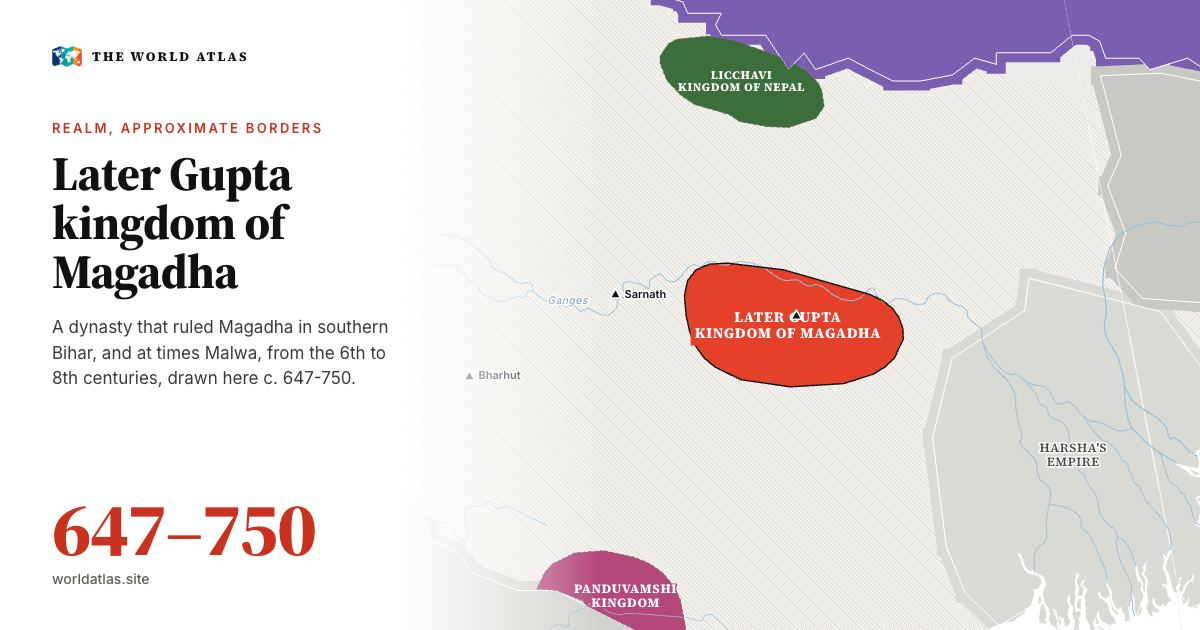 THE WORLD ATLAS
REALM, APPROXIMATE BORDERS
Later Gupta
kingdom of
Magadha
A dynasty that ruled Magadha in southern
Bihar, and at times Malwa, from the 6th to
8th centuries, drawn here c. 647-750.
647–750
worldatlas.site
LICCHAVI
KINGDOM OF NEPAL
Ganges
Sarnath
LATER GUPTA
KINGDOM OF MAGADHA
Bharhut
HARSHA'S
EMPIRE
PANDUVAMSHI
KINGDOM